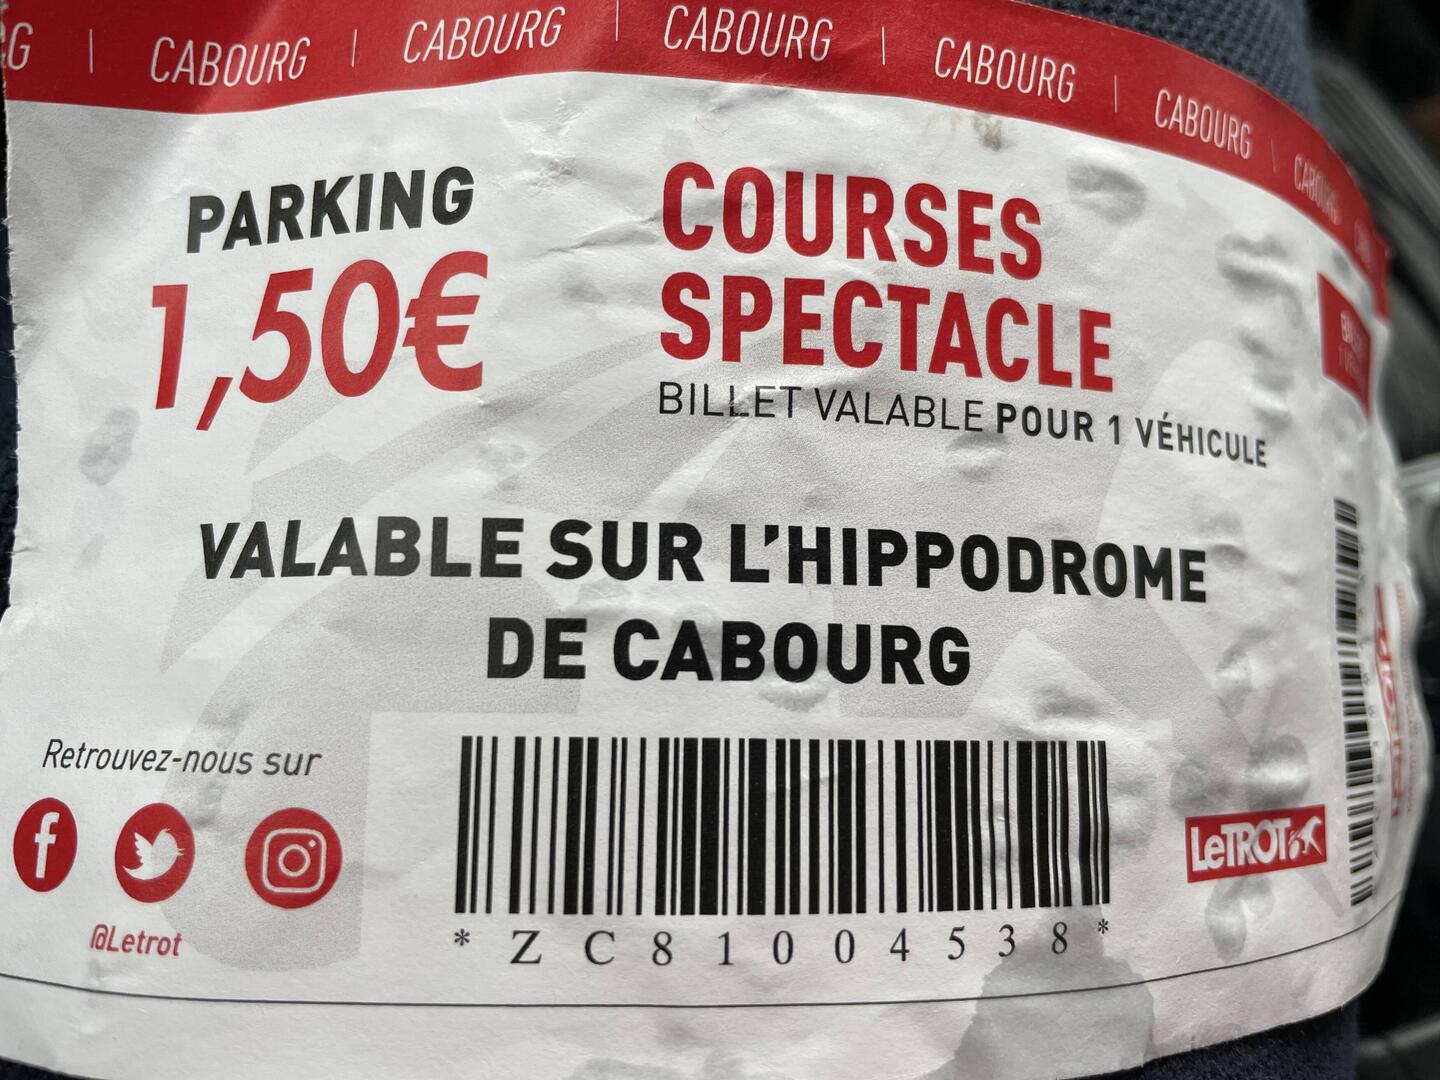 CABOURG | CABOURG | CABOURG | CABOURG | CABOURG
PARKING
1,50€
COURSES
SPECTACLE
BILLET VALABLE POUR 1 VÉHICULE
VALABLE SUR L'HIPPODROME
DE CABOURG
Retrouvez-nous sur
@Letrot
*ZC81004538*
LeTROT